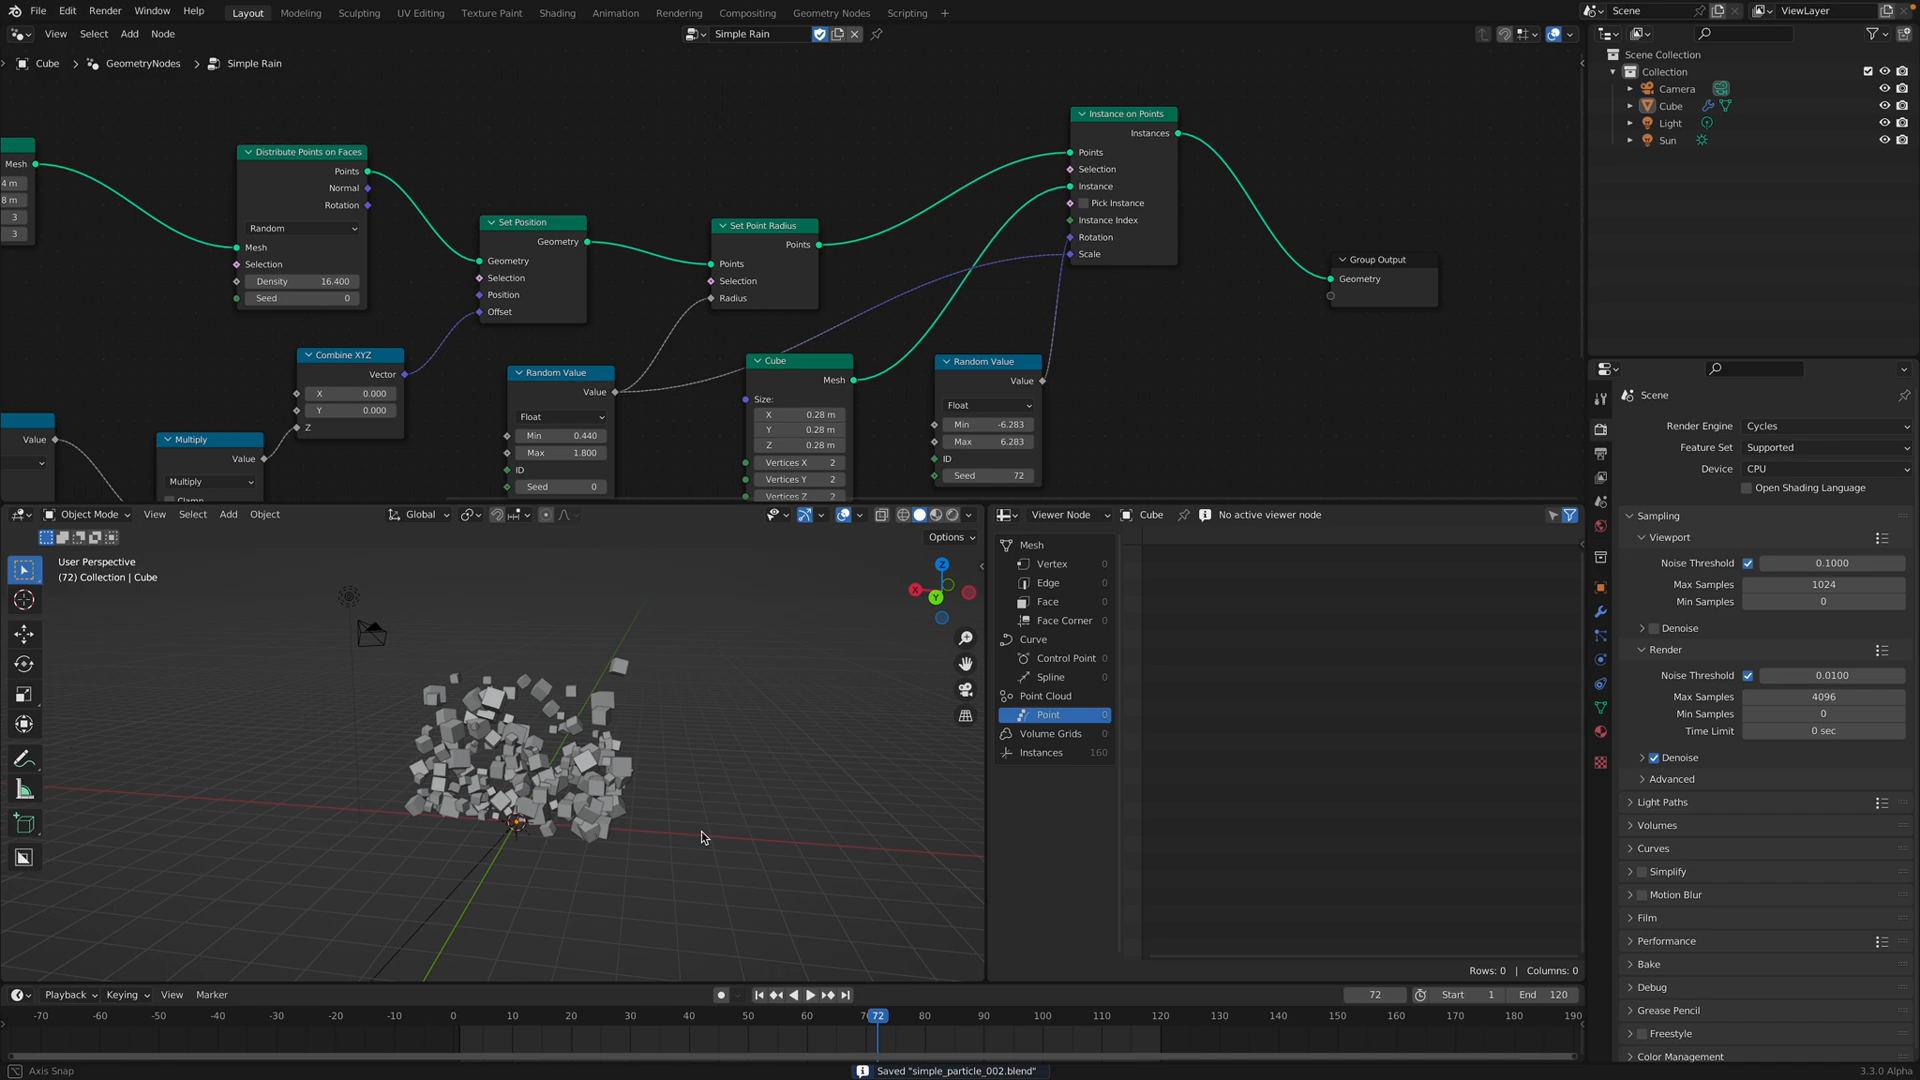 File Edit Render Window Help Layout Modeling Sculpting UV Editing Texture Paint Shading Animation Rendering Compositing Geometry Nodes Scripting + Scene ViewLayer
View Select Add Node Simple Rain
Cube > GeometryNodes > Simple Rain
Mesh
4 m
8 m
3
3
Distribute Points on Faces
Points
Normal
Rotation
Random
Mesh
Selection
Density 16.400
Seed 0
Set Position
Geometry
Geometry
Selection
Position
Offset
Set Point Radius
Points
Points
Selection
Radius
Instance on Points
Instances
Points
Selection
Instance
Pick Instance
Instance Index
Rotation
Scale
Group Output
Geometry
Value
Multiply
Value
Multiply
Clamp
Combine XYZ
Vector
X 0.000
Y 0.000
Z
Random Value
Value
Float
Min 0.440
Max 1.800
ID
Seed 0
Cube
Mesh
Size:
X 0.28 m
Y 0.28 m
Z 0.28 m
Vertices X 2
Vertices Y 2
Vertices Z 2
Random Value
Value
Float
Min -6.283
Max 6.283
ID
Seed 72
Object Mode View Select Add Object Global
Options
User Perspective
(72) Collection | Cube
Z
X
Y
Viewer Node Cube No active viewer node
Mesh
Vertex 0
Edge 0
Face 0
Face Corner 0
Curve
Control Point 0
Spline 0
Point Cloud
Point 0
Volume Grids 0
Instances 160
Rows: 0 | Columns: 0
Scene Collection
Collection
Camera
Cube
Light
Sun
Scene
Render Engine Cycles
Feature Set Supported
Device CPU
Open Shading Language
Sampling
Viewport
Noise Threshold 0.1000
Max Samples 1024
Min Samples 0
Denoise
Render
Noise Threshold 0.0100
Max Samples 4096
Min Samples 0
Time Limit 0 sec
Denoise
Advanced
Light Paths
Volumes
Curves
Simplify
Motion Blur
Film
Performance
Bake
Debug
Grease Pencil
Freestyle
Color Management
Playback Keying View Marker 72 Start 1 End 120
-70 -60 -50 -40 -30 -20 -10 0 10 20 30 40 50 60 72 80 90 100 110 120 130 140 150 160 170 180 190
Axis Snap Saved "simple_particle_002.blend" 3.3.0 Alpha